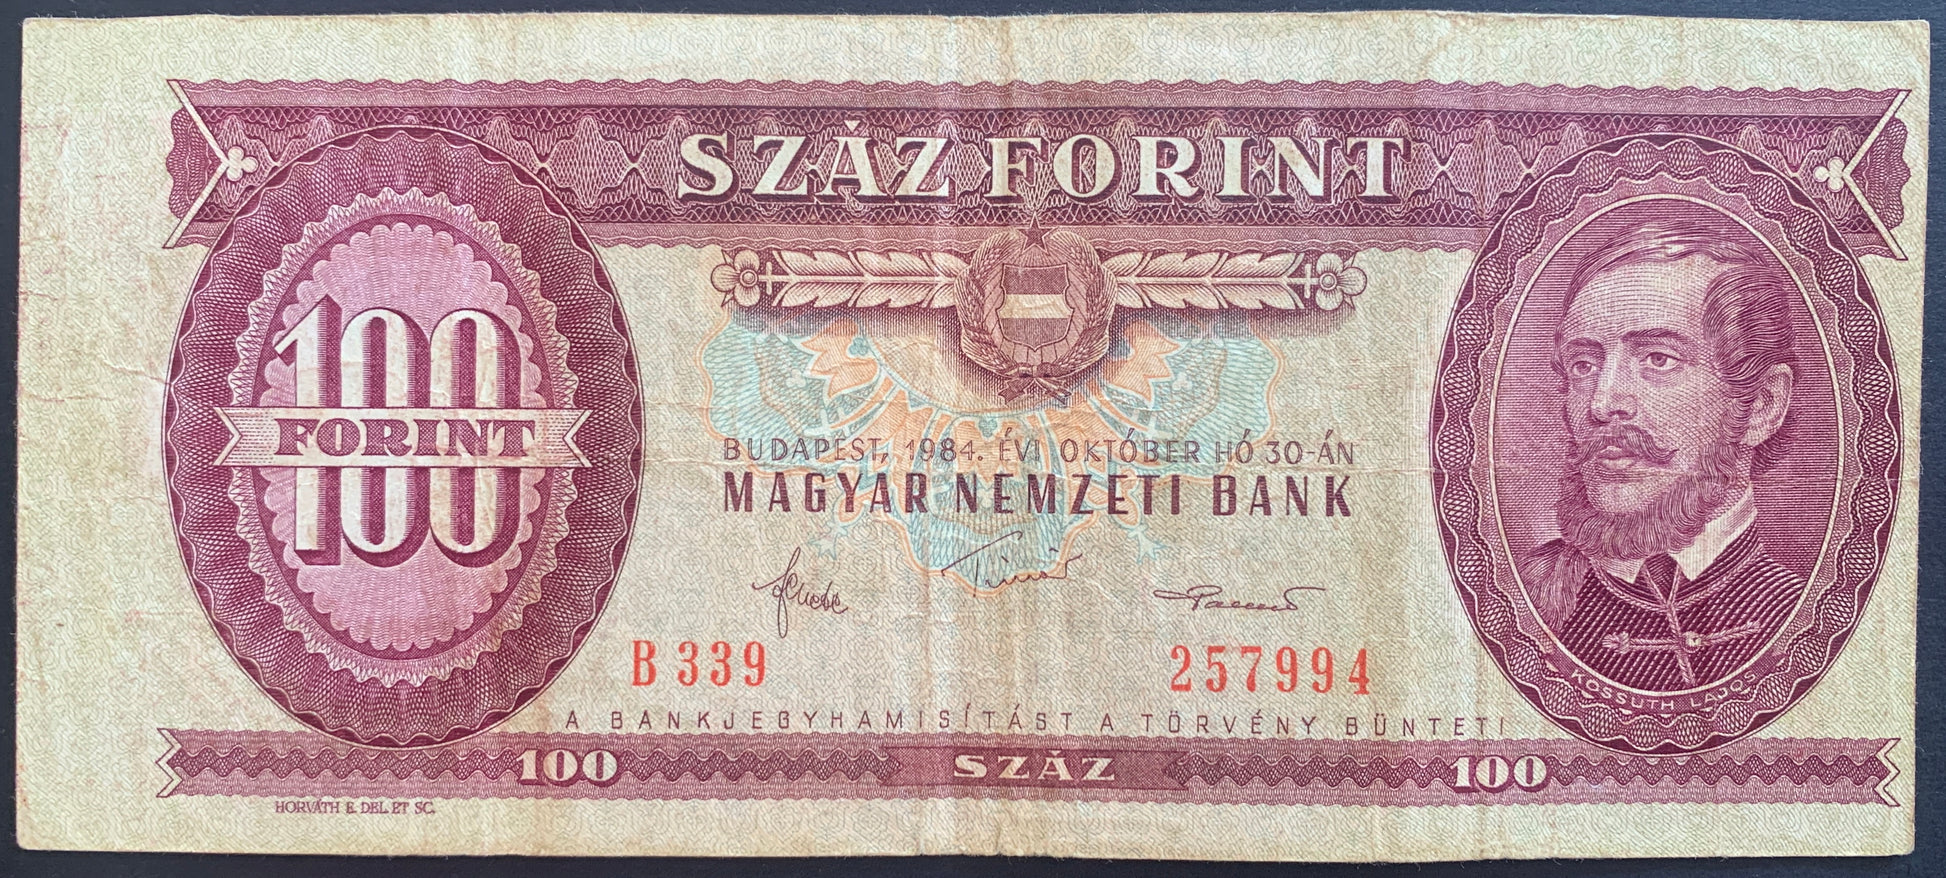 SZÁZ FORINT
100
FORINT
BUDAPEST, 1984. ÉVI OKTÓBER HÓ 30-ÁN
MAGYAR NEMZETI BANK
B 339
257994
KOSSUTH LAJOS
A BANKJEGYHAMISÍTÁST A TÖRVÉNY BÜNTETI
100 SZÁZ 100
HORVÁTH E. DEL. ET SC.